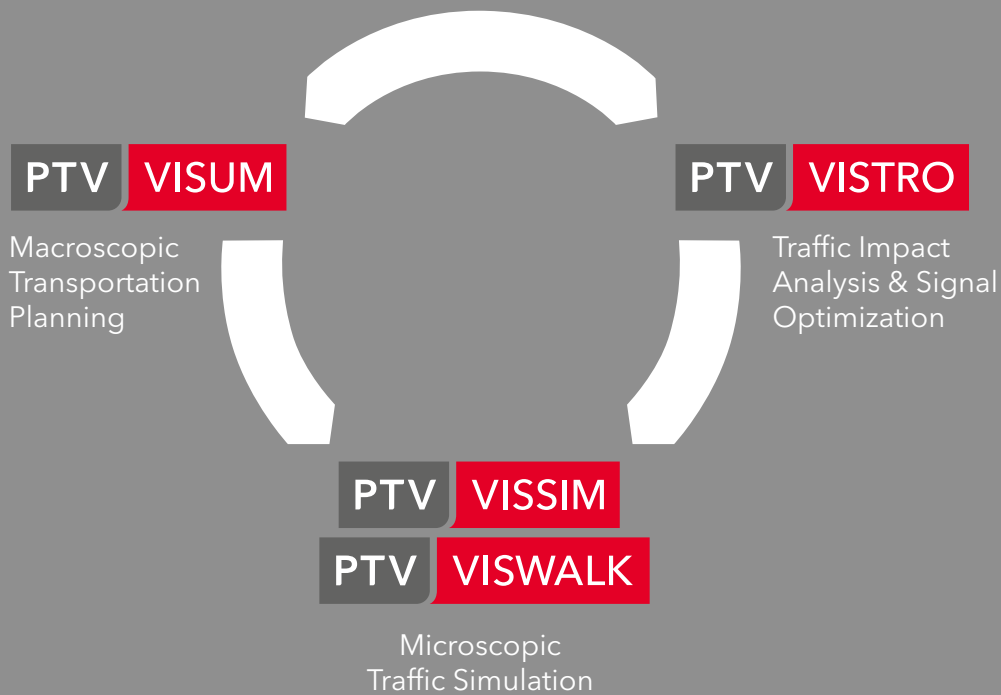 PTV VISUM
Macroscopic
Transportation
Planning
PTV VISTRO
Traffic Impact
Analysis & Signal
Optimization
PTV VISSIM
PTV VISWALK
Microscopic
Traffic Simulation